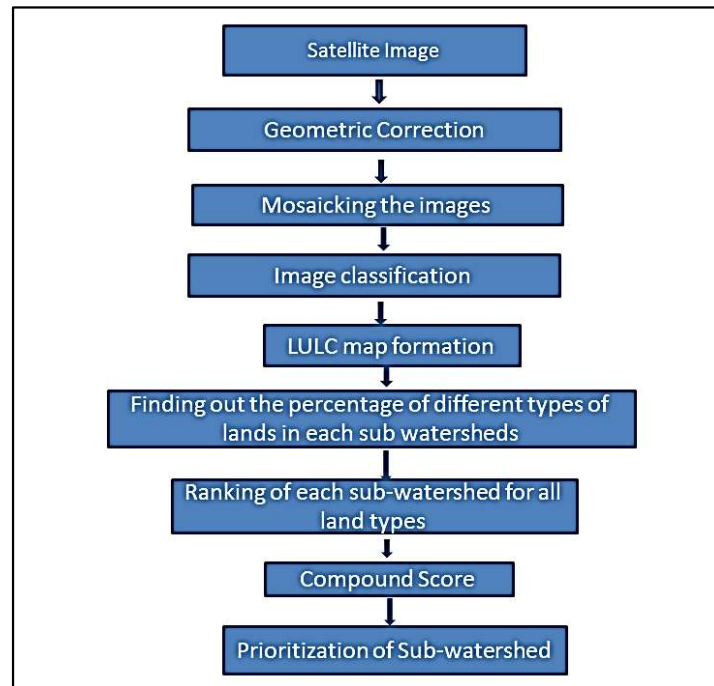 Satellite Image
Geometric Correction
Mosaicking the images
Image classification
LULC map formation
Finding out the percentage of different types of
lands in each sub watersheds
Ranking of each sub-watershed for all
land types
Compound Score
Prioritization of Sub-watershed